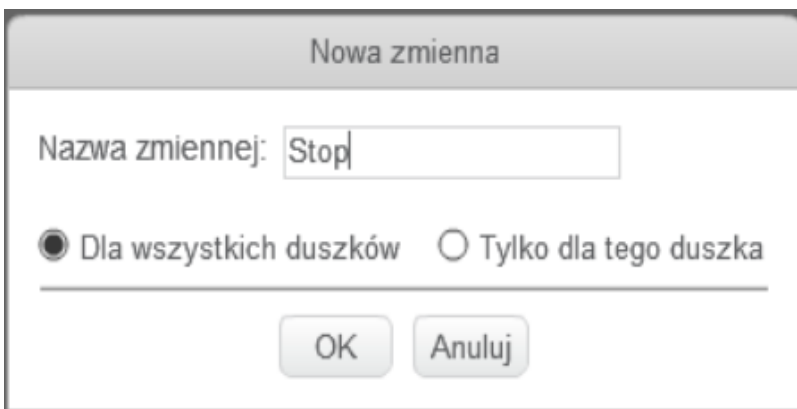 Nowa zmienna
Nazwa zmiennej: Stop
Dla wszystkich duszków Tylko dla tego duszka
OK Anuluj